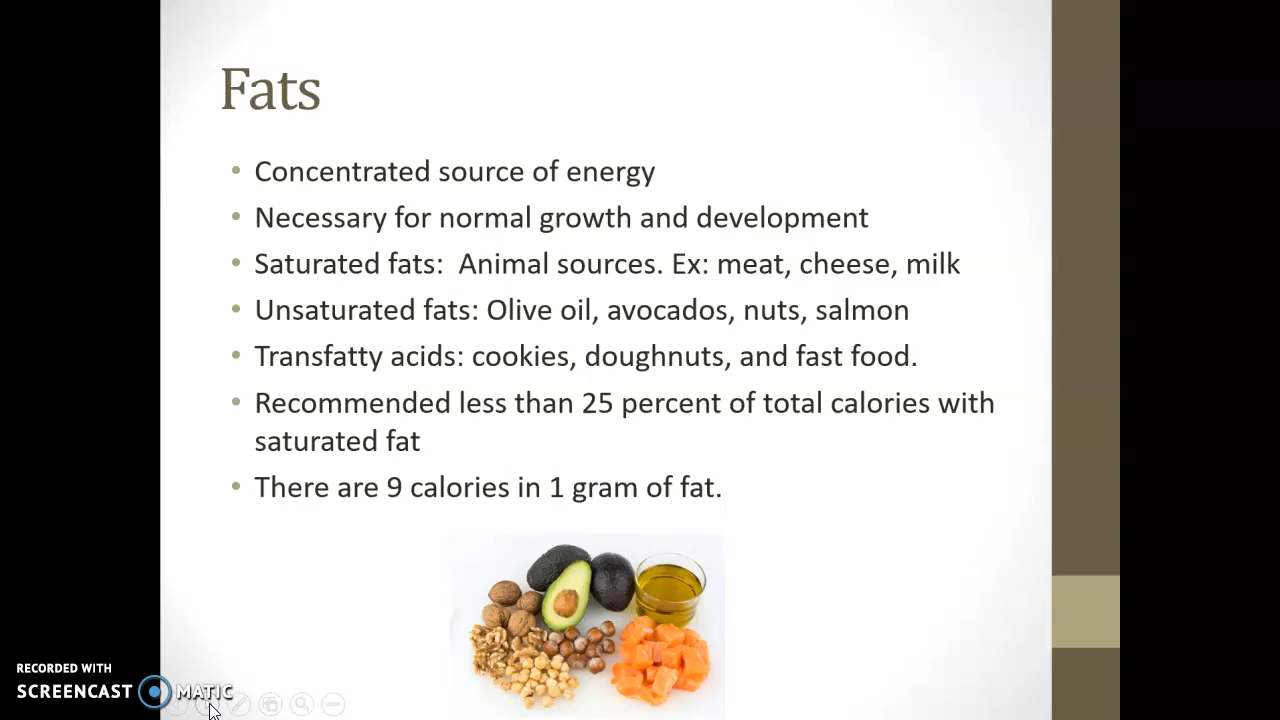 Fats
• Concentrated source of energy
• Necessary for normal growth and development
• Saturated fats:  Animal sources. Ex: meat, cheese, milk
• Unsaturated fats: Olive oil, avocados, nuts, salmon
• Transfatty acids: cookies, doughnuts, and fast food.
• Recommended less than 25 percent of total calories with
saturated fat
• There are 9 calories in 1 gram of fat.
RECORDED WITH
SCREENCAST MATIC